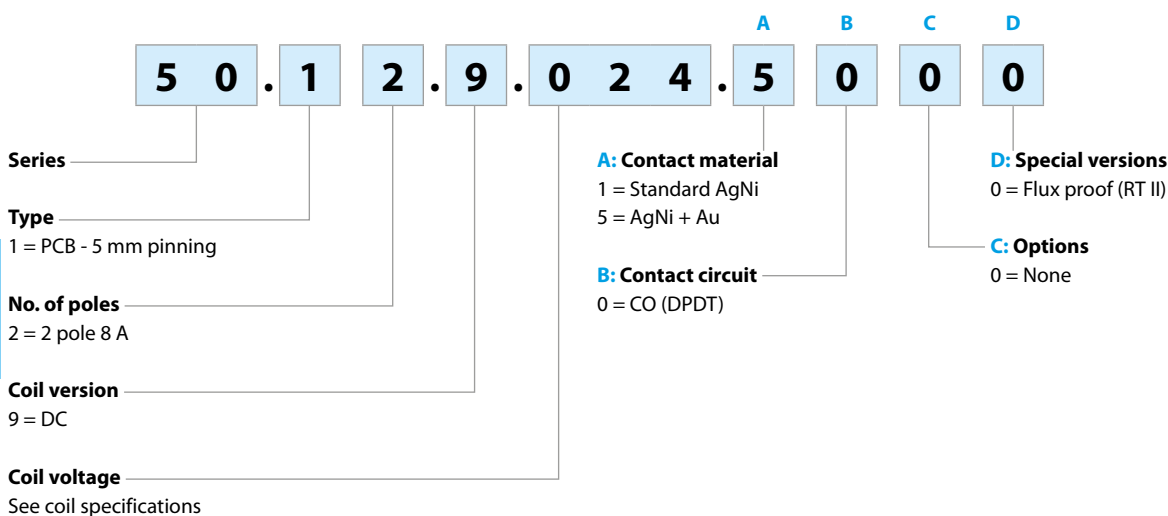 A B C D
5 0 . 1 2 . 9 . 0 2 4 . 5 0 0 0
Series
Type
1 = PCB - 5 mm pinning
No. of poles
2 = 2 pole 8 A
Coil version
9 = DC
Coil voltage
See coil specifications
A: Contact material
1 = Standard AgNi
5 = AgNi + Au
B: Contact circuit
0 = CO (DPDT)
D: Special versions
0 = Flux proof (RT II)
C: Options
0 = None